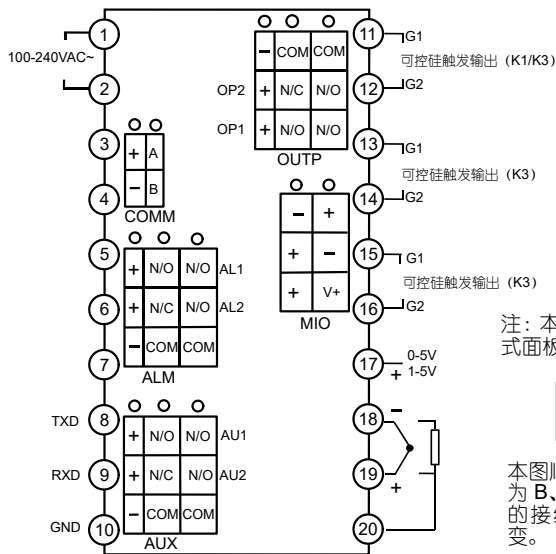 1
100-240VAC~
2
3
4
+ A
− B
COMM
5
6
7
+ N/O N/O AL1
+ N/C N/O AL2
− COM COM
ALM
TXD 8
RXD 9
GND 10
+ N/O N/O AU1
+ N/C N/O AU2
− COM COM
AUX
− COM COM
OP2 + N/C N/O
OP1 + N/O N/O
OUTP
− +
+ −
+ V+
MIO
11 G1
可控硅触发输出 (K1/K3)
12 G2
13 G1
可控硅触发输出 (K3)
14 G2
15 G1
可控硅触发输出 (K3)
16 G2
17 0-5V
+ 1-5V
18 −
19 +
20
注: 本
式面板
本图
为 B、
的接
变。